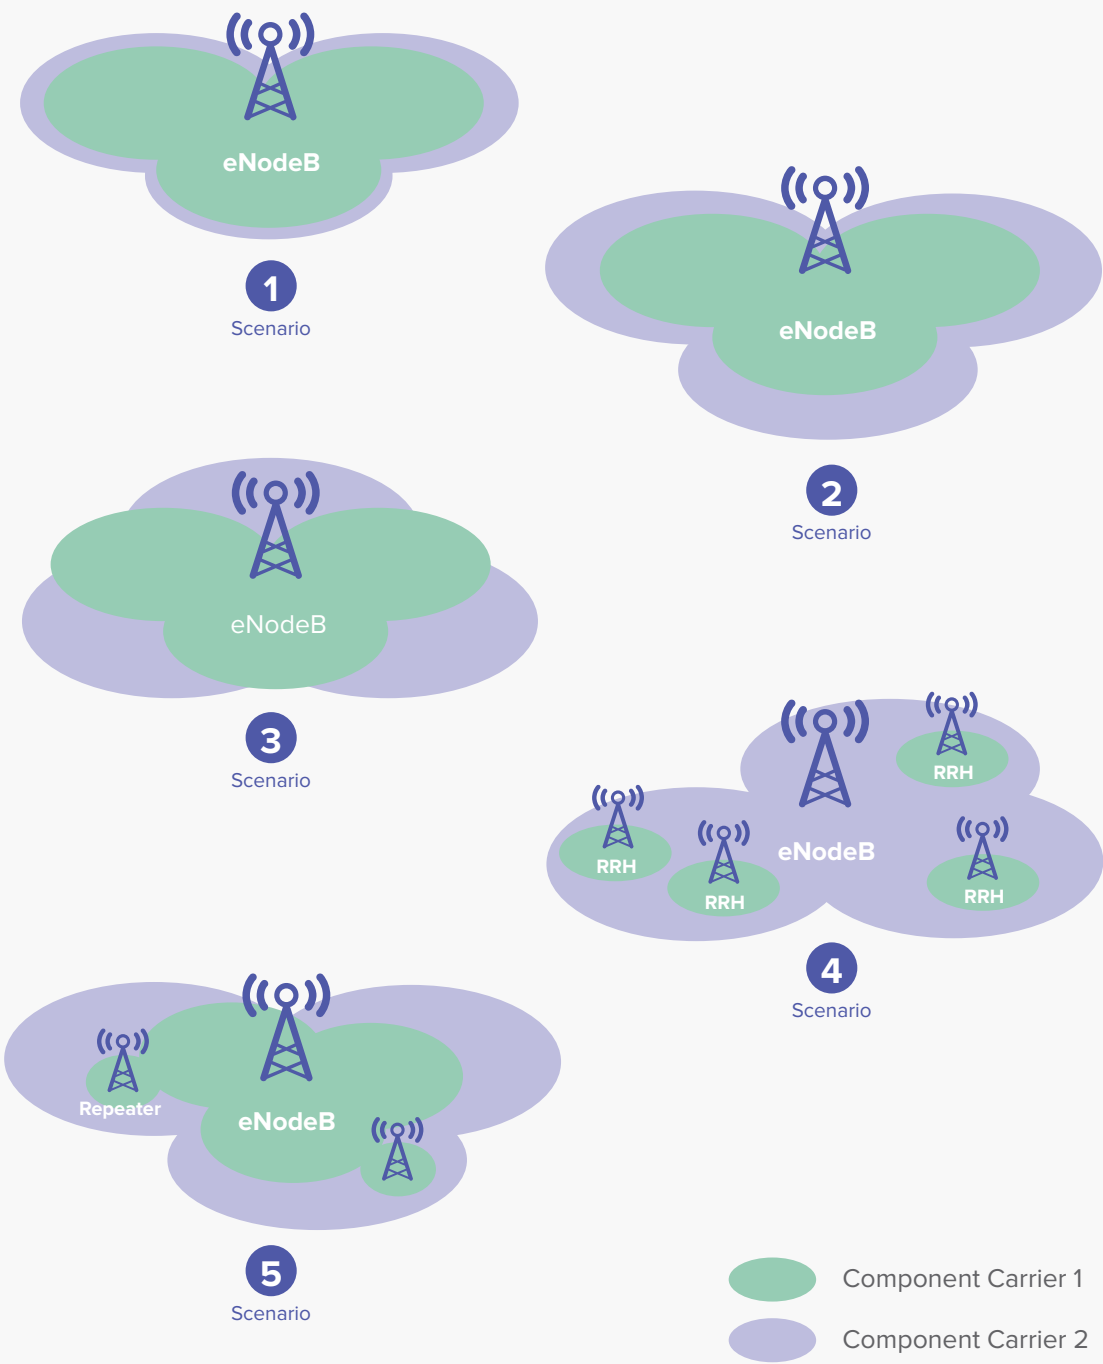 eNodeB
1
Scenario
eNodeB
2
Scenario
eNodeB
3
Scenario
RRH
RRH
eNodeB
RRH
RRH
4
Scenario
Repeater
eNodeB
5
Scenario
Component Carrier 1
Component Carrier 2